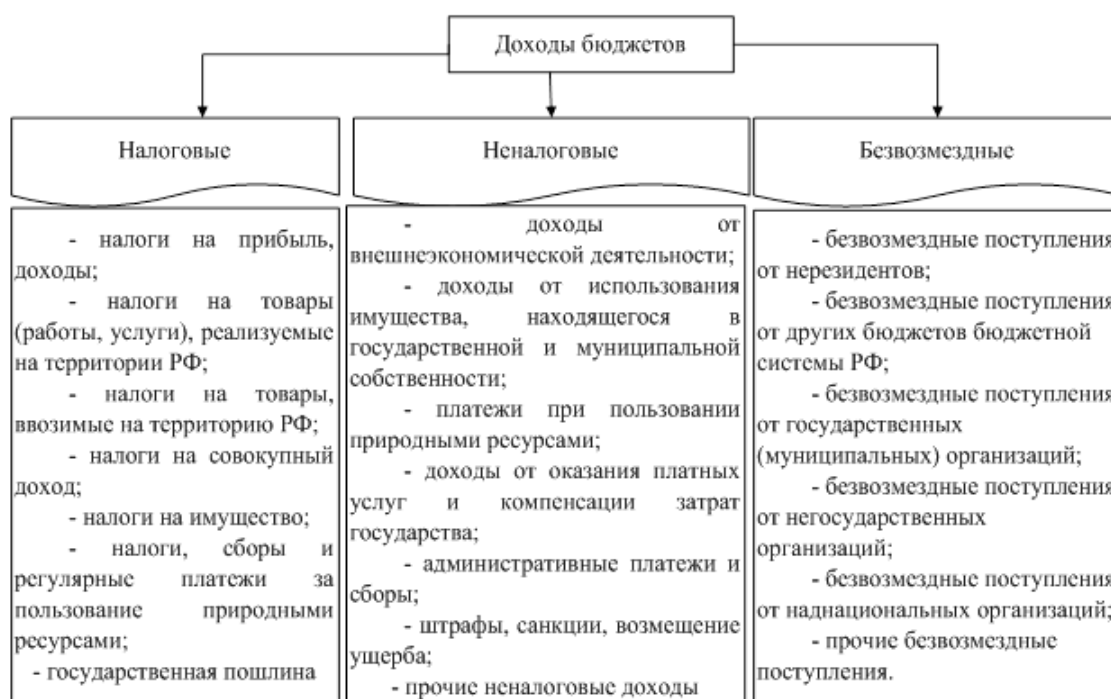 Доходы бюджетов
Налоговые
Неналоговые
Безвозмездные
- налоги на прибыль,
доходы;
- налоги на товары
(работы, услуги), реализуемые
на территории РФ;
- налоги на товары,
ввозимые на территорию РФ;
- налоги на совокупный
доход;
- налоги на имущество;
- налоги, сборы и
регулярные платежи за
пользование природными
ресурсами;
- государственная пошлина
- доходы от
внешнеэкономической деятельности;
- доходы от использования
имущества, находящегося в
государственной и муниципальной
собственности;
- платежи при пользовании
природными ресурсами;
- доходы от оказания платных
услуг и компенсации затрат
государства;
- административные платежи и
сборы;
- штрафы, санкции, возмещение
ущерба;
- прочие неналоговые доходы
- безвозмездные поступления
от нерезидентов;
- безвозмездные поступления
от других бюджетов бюджетной
системы РФ;
- безвозмездные поступления
от государственных
(муниципальных) организаций;
- безвозмездные поступления
от негосударственных
организаций;
- безвозмездные поступления
от наднациональных организаций;
- прочие безвозмездные
поступления.